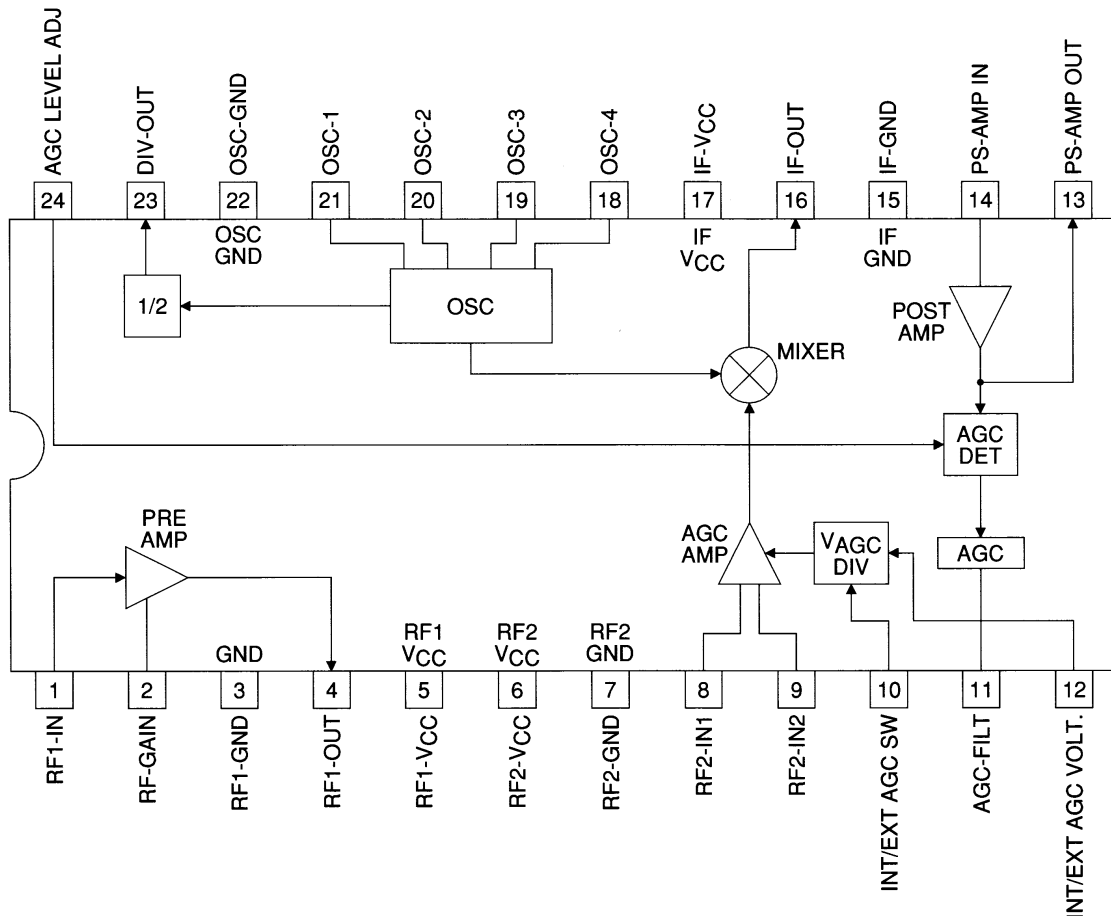 AGC LEVEL ADJ
DIV-OUT
OSC-GND
OSC-1
OSC-2
OSC-3
OSC-4
IF-VCC
IF-OUT
IF-GND
PS-AMP IN
PS-AMP OUT
24
23
22
21
20
19
18
17
16
15
14
13
OSC
GND
IF
VCC
IF
GND
1/2
OSC
POST
AMP
MIXER
AGC
DET
PRE
AMP
AGC
AMP
VAGC
DIV
AGC
GND
RF1
VCC
RF2
VCC
RF2
GND
1
2
3
4
5
6
7
8
9
10
11
12
RF1-IN
RF-GAIN
RF1-GND
RF1-OUT
RF1-VCC
RF2-VCC
RF2-GND
RF2-IN1
RF2-IN2
INT/EXT AGC SW
AGC-FILT
INT/EXT AGC VOLT.